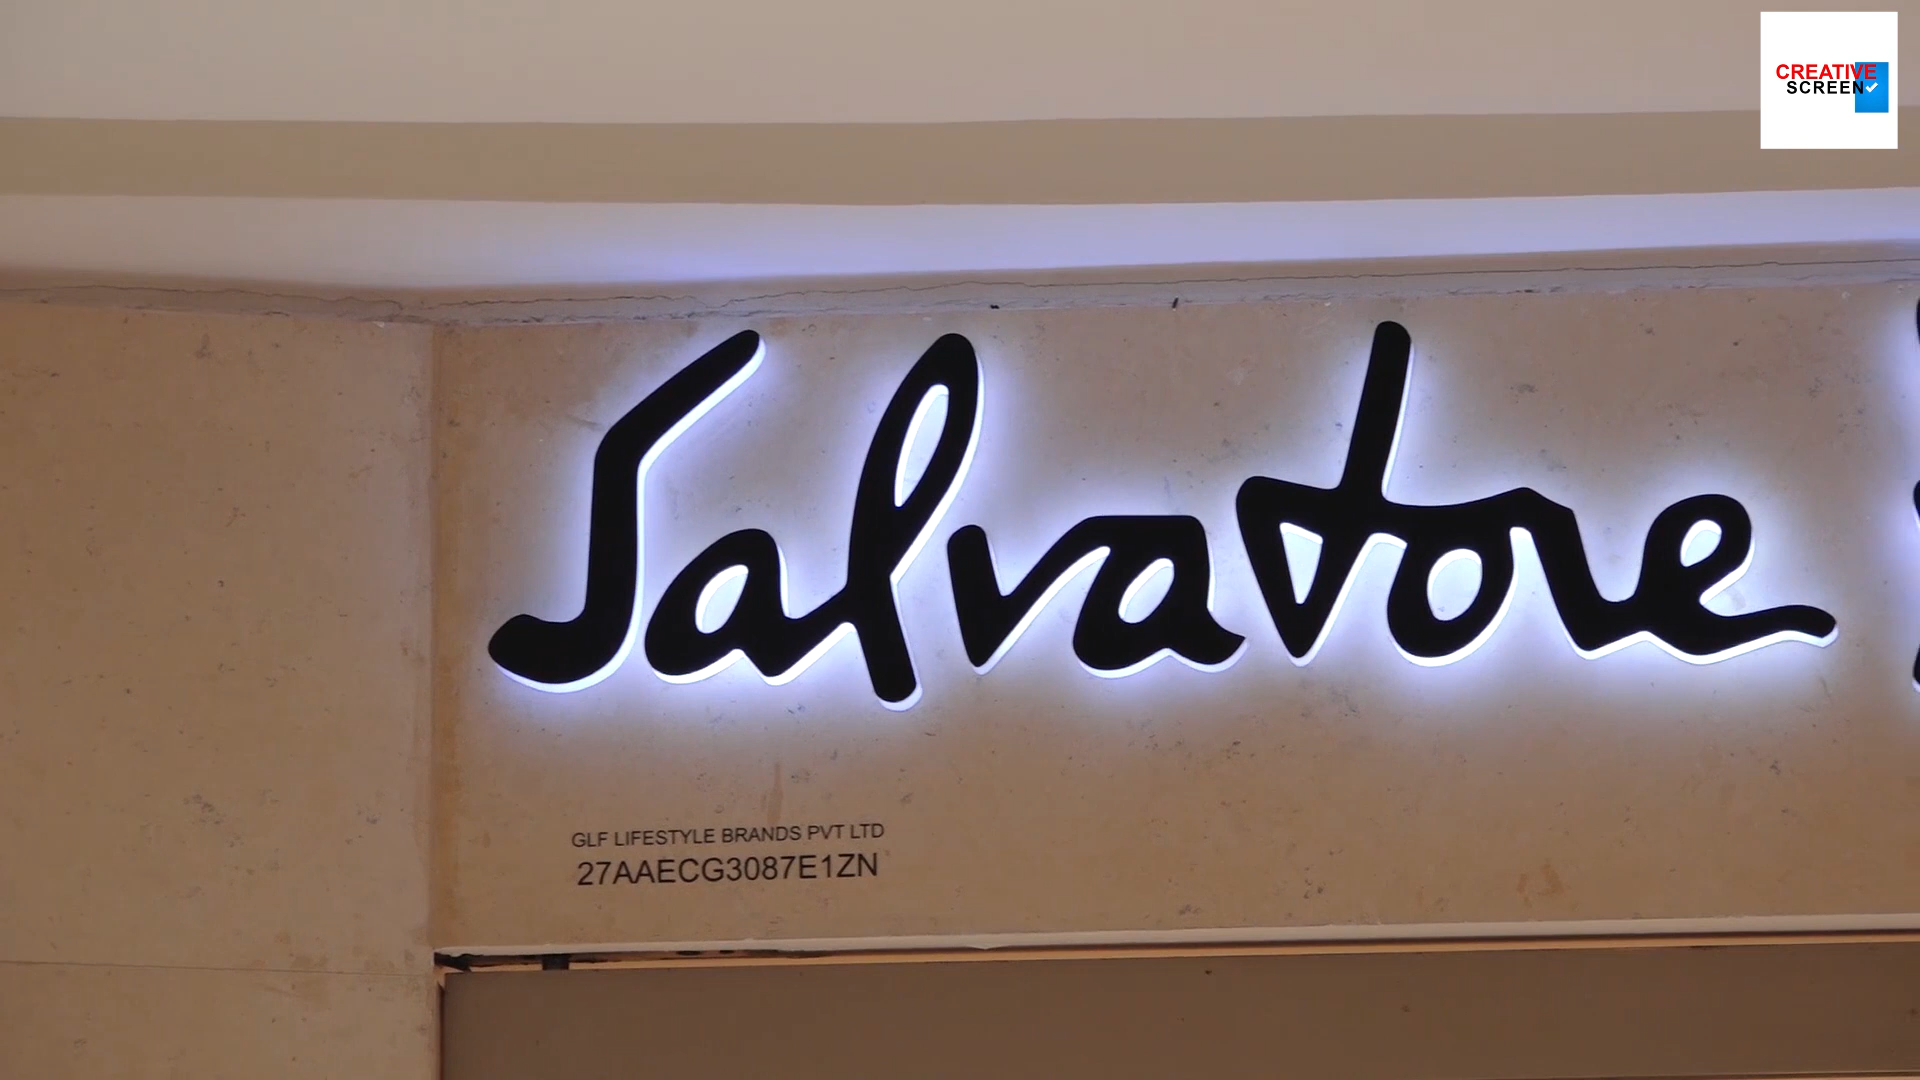 CREATIVE
SCREEN
Salvatore
GLF LIFESTYLE BRANDS PVT LTD
27AAECG3087E1ZN